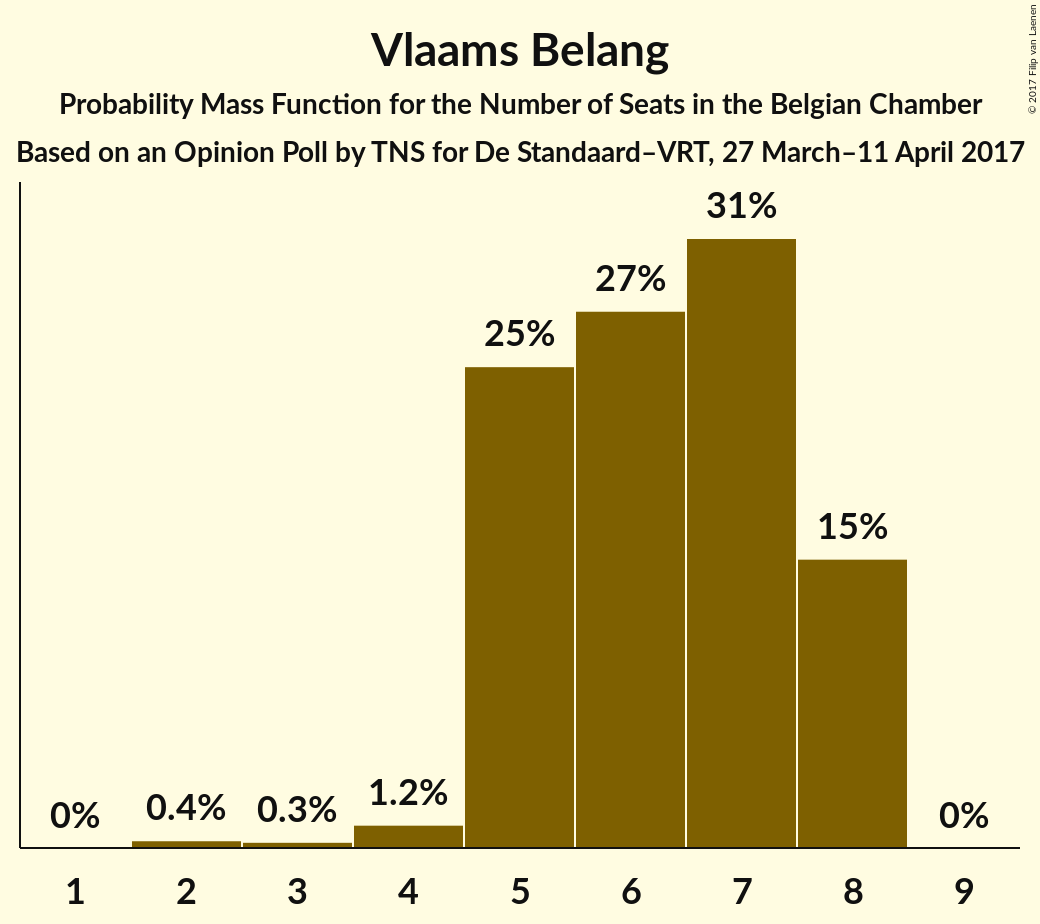 Vlaams Belang
Probability Mass Function for the Number of Seats in the Belgian Chamber
Based on an Opinion Poll by TNS for De Standaard–VRT, 27 March–11 April 2017
© 2017 Filip van Laenen
0% 0.4% 0.3% 1.2% 25% 27% 31% 15% 0%
1 2 3 4 5 6 7 8 9